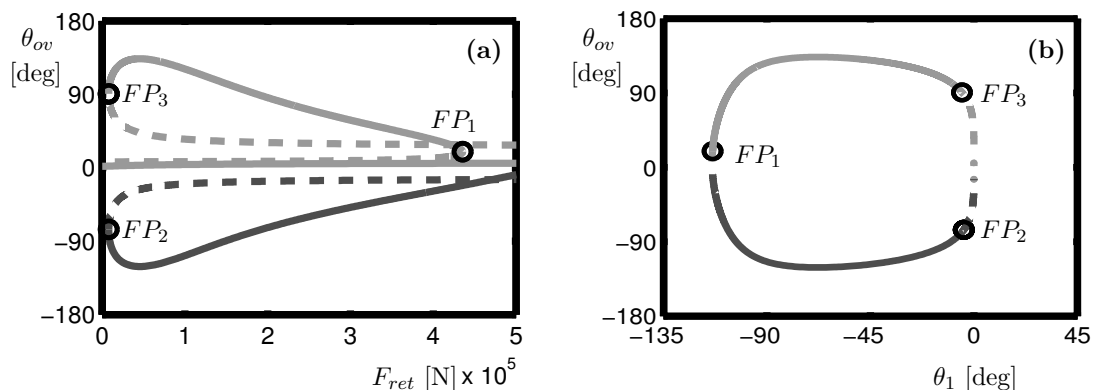 180
θov
[deg]
(a)
90
FP3
FP1
0
−90
FP2
−180
0 1 2 3 4 5
Fret [N] x 10^5
180
θov
[deg]
(b)
90
FP3
FP1
0
−90
FP2
−180
−135 −90 −45 0 45
θ1 [deg]